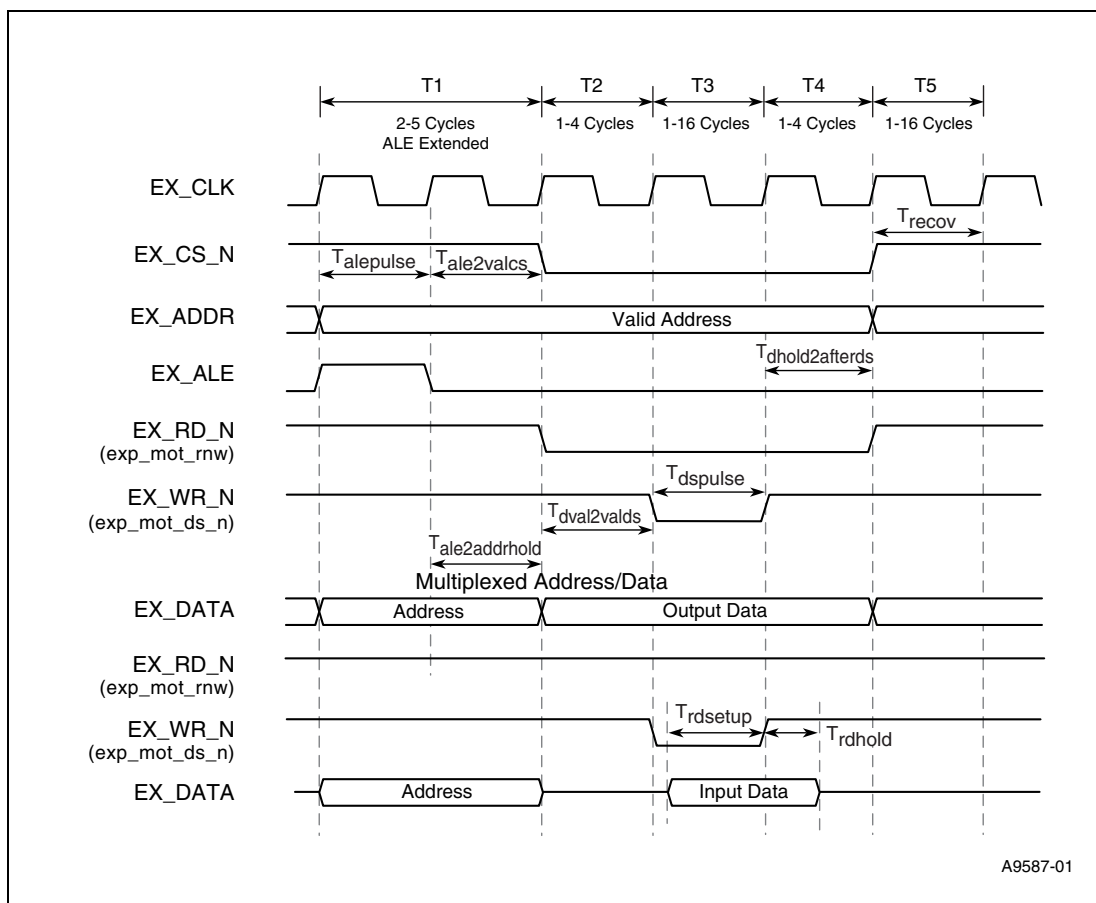 T1 T2 T3 T4 T5
2-5 Cycles 1-4 Cycles 1-16 Cycles 1-4 Cycles 1-16 Cycles
ALE Extended
EX_CLK
Trecov
EX_CS_N
Talepulse Tale2valcs
EX_ADDR
Valid Address
Tdhold2afterds
EX_ALE
EX_RD_N
(exp_mot_rnw)
Tdspulse
EX_WR_N
(exp_mot_ds_n)
Tdval2valds
Tale2addrhold
Multiplexed Address/Data
EX_DATA
Address Output Data
EX_RD_N
(exp_mot_rnw)
Trdsetup
EX_WR_N
(exp_mot_ds_n)
Trdhold
EX_DATA
Address Input Data
A9587-01